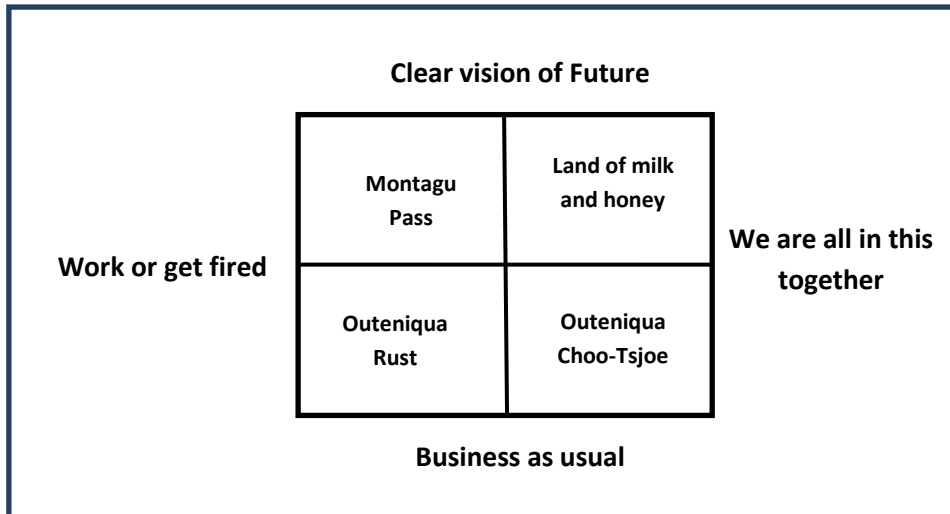 Clear vision of Future
Montagu
Pass
Land of milk
and honey
Work or get fired
We are all in this
together
Outeniqua
Rust
Outeniqua
Choo-Tsjoe
Business as usual